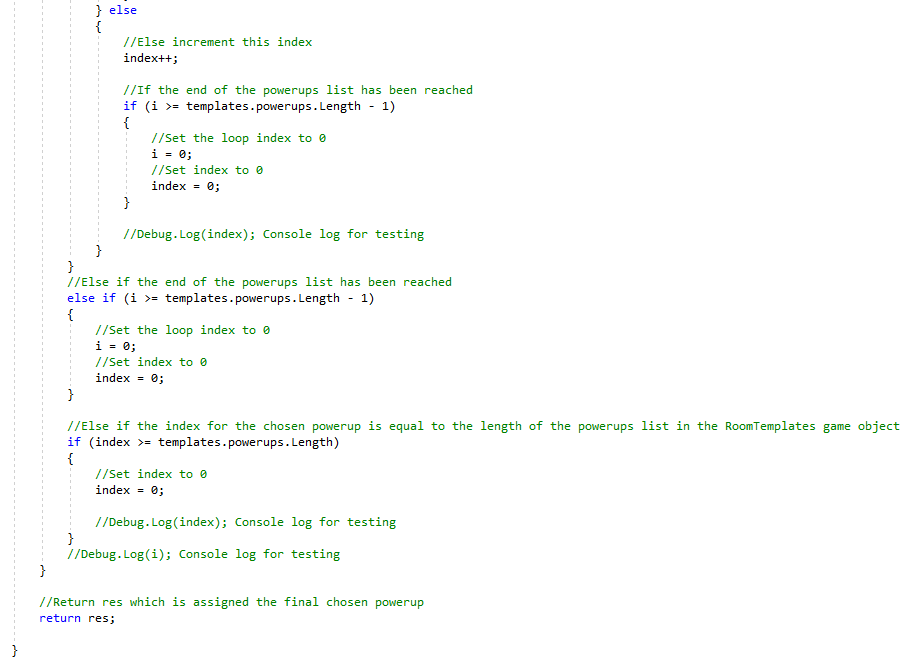 } else
{
//Else increment this index
index++;
//If the end of the powerups list has been reached
if (i >= templates.powerups.Length - 1)
{
//Set the loop index to 0
i = 0;
//Set index to 0
index = 0;
}
//Debug.Log(index); Console log for testing
}
}
//Else if the end of the powerups list has been reached
else if (i >= templates.powerups.Length - 1)
{
//Set the loop index to 0
i = 0;
//Set index to 0
index = 0;
}
//Else if the index for the chosen powerup is equal to the length of the powerups list in the RoomTemplates game object
if (index >= templates.powerups.Length)
{
//Set index to 0
index = 0;
//Debug.Log(index); Console log for testing
}
//Debug.Log(i); Console log for testing
}
//Return res which is assigned the final chosen powerup
return res;
}